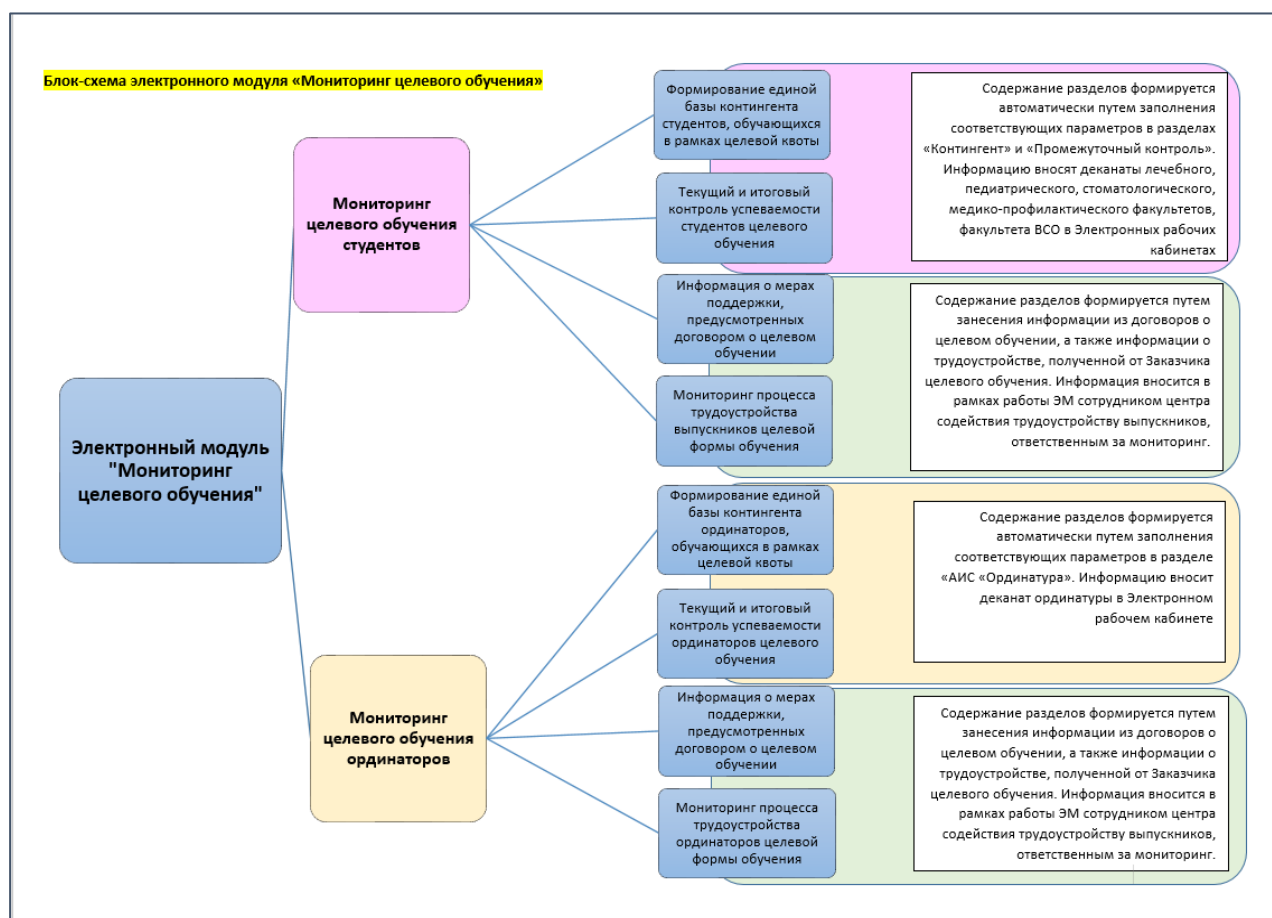 Блок-схема электронного модуля «Мониторинг целевого обучения»
Электронный модуль
"Мониторинг
целевого обучения"
Мониторинг
целевого обучения
студентов
Формирование единой
базы контингента
студентов, обучающихся
в рамках целевой квоты
Текущий и итоговый
контроль успеваемости
студентов целевого
обучения
Содержание разделов формируется
автоматически путем заполнения
соответствующих параметров в разделах
«Контингент» и «Промежуточный контроль».
Информацию вносят деканаты лечебного,
педиатрического, стоматологического,
медико-профилактического факультетов,
факультета ВСО в Электронных рабочих
кабинетах
Информация о мерах
поддержки,
предусмотренных
договором о целевом
обучении
Мониторинг процесса
трудоустройства
выпускников целевой
формы обучения
Содержание разделов формируется путем
занесения информации из договоров о
целевом обучении, а также информации о
трудоустройстве, полученной от Заказчика
целевого обучения. Информация вносится в
рамках работы ЭМ сотрудником центра
содействия трудоустройству выпускников,
ответственным за мониторинг.
Мониторинг
целевого обучения
ординаторов
Формирование единой
базы контингента
ординаторов,
обучающихся в рамках
целевой квоты
Текущий и итоговый
контроль успеваемости
ординаторов целевого
обучения
Содержание разделов формируется
автоматически путем заполнения
соответствующих параметров в разделе
«АИС «Ординатура». Информацию вносит
деканат ординатуры в Электронном
рабочем кабинете
Информация о мерах
поддержки,
предусмотренных
договором о целевом
обучении
Мониторинг процесса
трудоустройства
ординаторов целевой
формы обучения
Содержание разделов формируется путем
занесения информации из договоров о
целевом обучении, а также информации о
трудоустройстве, полученной от Заказчика
целевого обучения. Информация вносится в
рамках работы ЭМ сотрудником центра
содействия трудоустройству выпускников,
ответственным за мониторинг.